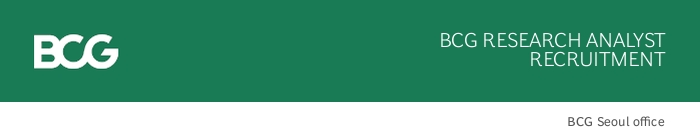 BCG
BCG RESEARCH ANALYST
RECRUITMENT
BCG Seoul office